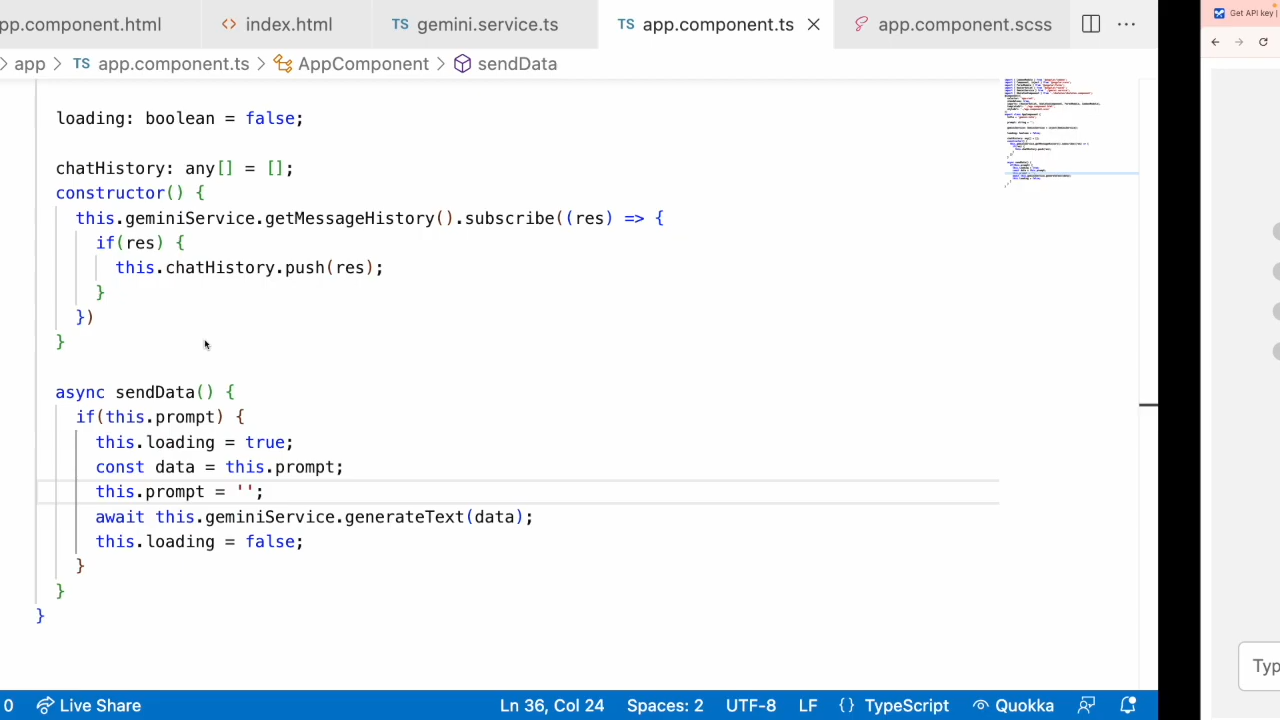 pp.component.html
index.html
TS gemini.service.ts
TS app.component.ts
app.component.scss
Get API key |
app > TS app.component.ts > AppComponent > sendData
loading: boolean = false;
chatHistory: any[] = [];
constructor() {
this.geminiService.getMessageHistory().subscribe((res) => {
if(res) {
this.chatHistory.push(res);
}
})
}
async sendData() {
if(this.prompt) {
this.loading = true;
const data = this.prompt;
this.prompt = '';
await this.geminiService.generateText(data);
this.loading = false;
}
}
}
Typ
0 Live Share Ln 36, Col 24 Spaces: 2 UTF-8 LF {} TypeScript Quokka